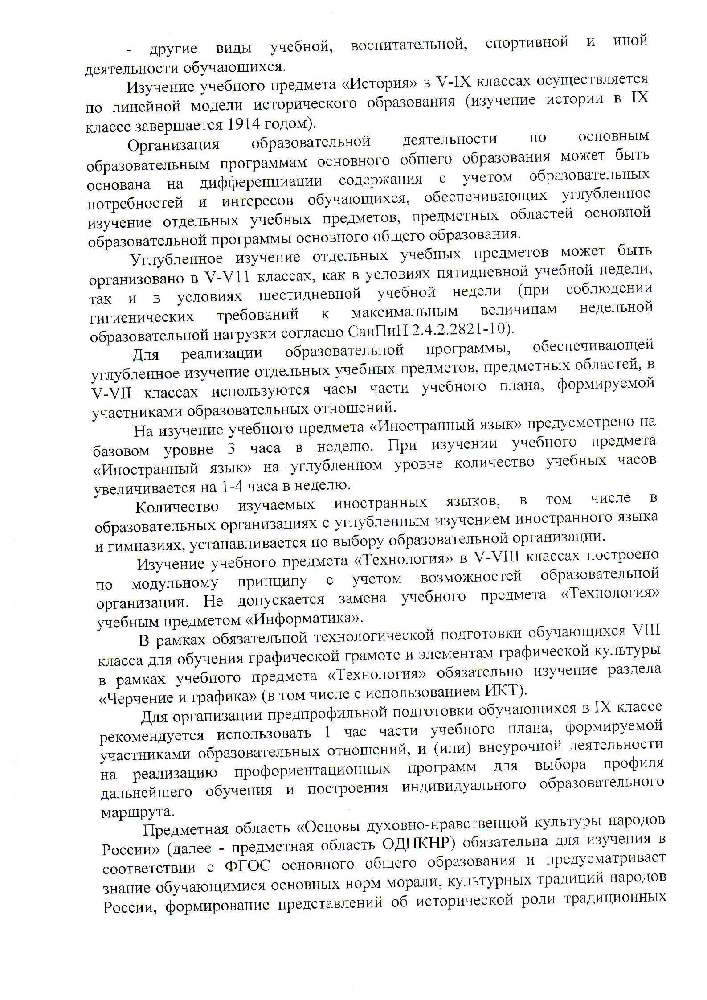 - другие виды учебной, воспитательной, спортивной и иной
деятельности обучающихся.
Изучение учебного предмета «История» в V-IX классах осуществляется
по линейной модели исторического образования (изучение истории в IX
классе завершается 1914 годом).
Организация образовательной деятельности по основным
образовательным программам основного общего образования может быть
основана на дифференциации содержания с учетом образовательных
потребностей и интересов обучающихся, обеспечивающих углубленное
изучение отдельных учебных предметов, предметных областей основной
образовательной программы основного общего образования.
Углубленное изучение отдельных учебных предметов может быть
организовано в V-V11 классах, как в условиях пятидневной учебной недели,
так и в условиях шестидневной учебной недели (при соблюдении
гигиенических требований к максимальным величинам недельной
образовательной нагрузки согласно СанПиН 2.4.2.2821-10).
Для реализации образовательной программы, обеспечивающей
углубленное изучение отдельных учебных предметов, предметных областей, в
V-VII классах используются часы части учебного плана, формируемой
участниками образовательных отношений.
На изучение учебного предмета «Иностранный язык» предусмотрено на
базовом уровне 3 часа в неделю. При изучении учебного предмета
«Иностранный язык» на углубленном уровне количество учебных часов
увеличивается на 1-4 часа в неделю.
Количество изучаемых иностранных языков, в том числе в
образовательных организациях с углубленным изучением иностранного языка
и гимназиях, устанавливается по выбору образовательной организации.
Изучение учебного предмета «Технология» в V-VIII классах построено
по модульному принципу с учетом возможностей образовательной
организации. Не допускается замена учебного предмета «Технология»
учебным предметом «Информатика».
В рамках обязательной технологической подготовки обучающихся VIII
класса для обучения графической грамоте и элементам графической культуры
в рамках учебного предмета «Технология» обязательно изучение раздела
«Черчение и графика» (в том числе с использованием ИКТ).
Для организации предпрофильной подготовки обучающихся в IX классе
рекомендуется использовать 1 час части учебного плана, формируемой
участниками образовательных отношений, и (или) внеурочной деятельности
на реализацию профориентационных программ для выбора профиля
дальнейшего обучения и построения индивидуального образовательного
маршрута.
Предметная область «Основы духовно-нравственной культуры народов
России» (далее - предметная область ОДНКНР) обязательна для изучения в
соответствии с ФГОС основного общего образования и предусматривает
знание обучающимися основных норм морали, культурных традиций народов
России, формирование представлений об исторической роли традиционных